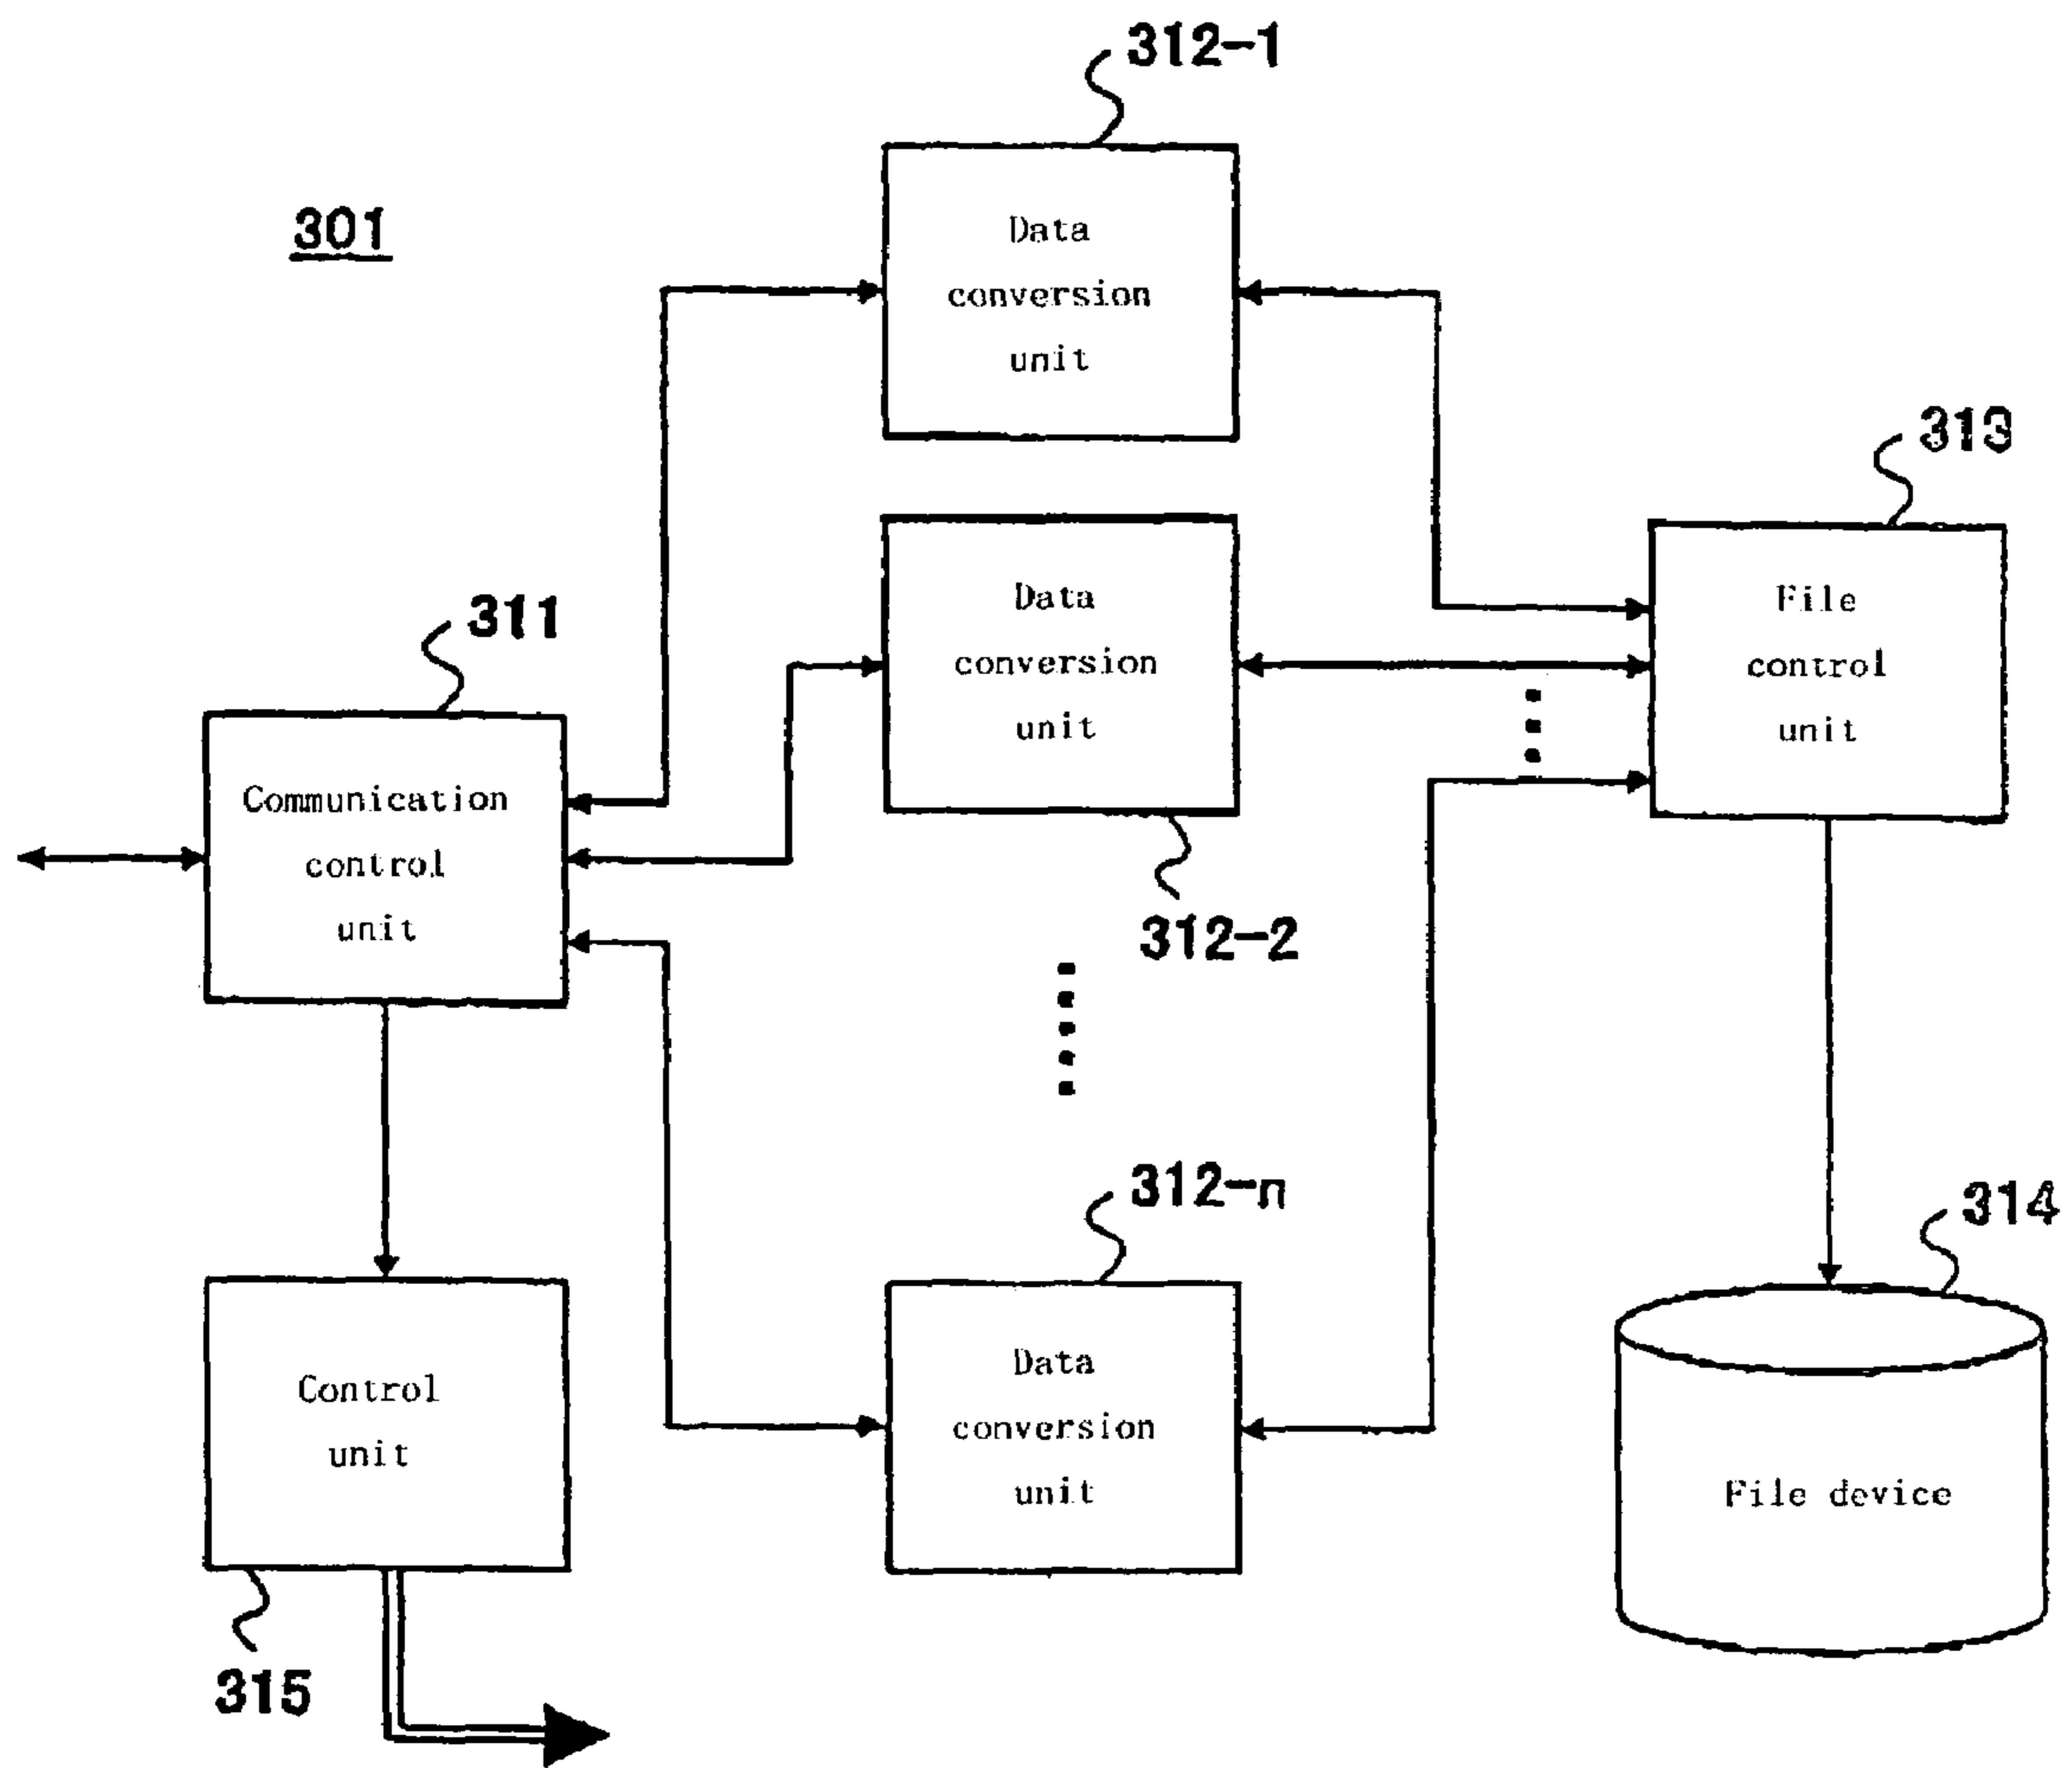 312-1
301
Data
conversion
unit
313
311
Data
conversion
unit
File
control
unit
Communication
control
unit
312-2
312-n
314
Control
unit
Data
conversion
unit
File device
315